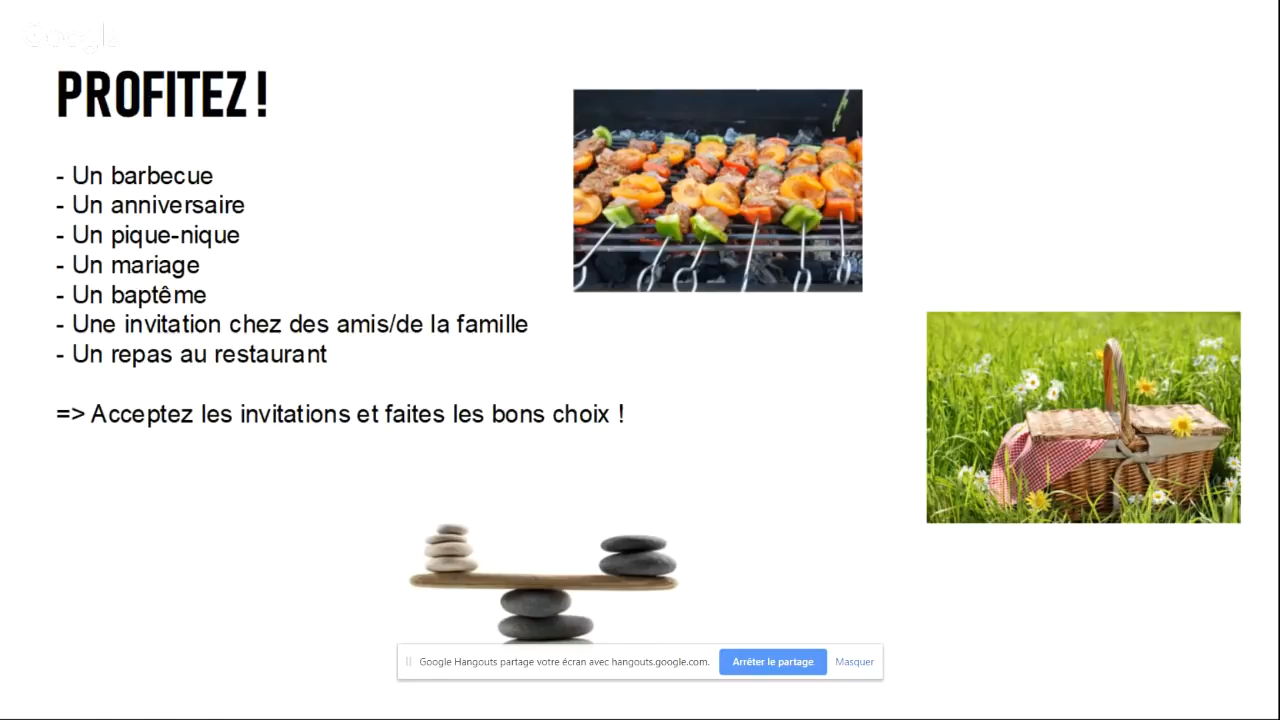 Google
PROFITEZ !
- Un barbecue
- Un anniversaire
- Un pique-nique
- Un mariage
- Un baptême
- Une invitation chez des amis/de la famille
- Un repas au restaurant
=> Acceptez les invitations et faites les bons choix !
Google Hangouts partage votre écran avec hangouts.google.com.
Arrêter le partage
Masquer